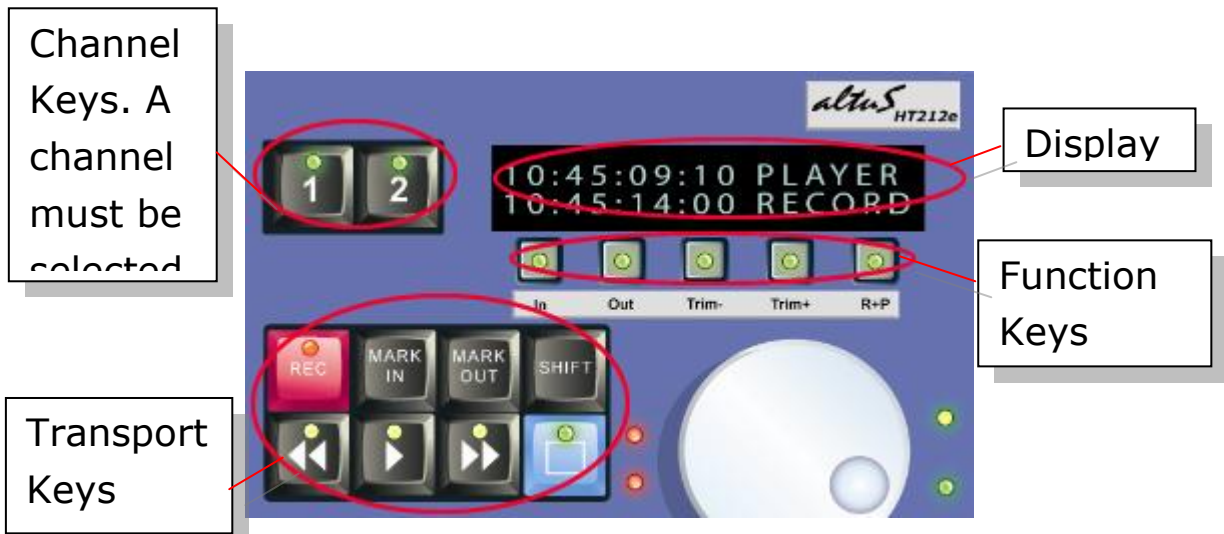 Channel
Keys. A
channel
must be
selected
altuS
HT212e
Display
1 2
10:45:09:10 PLAYER
10:45:14:00 RECORD
Function
Keys
In Out Trim- Trim+ R+P
REC MARK IN MARK OUT SHIFT
Transport
Keys